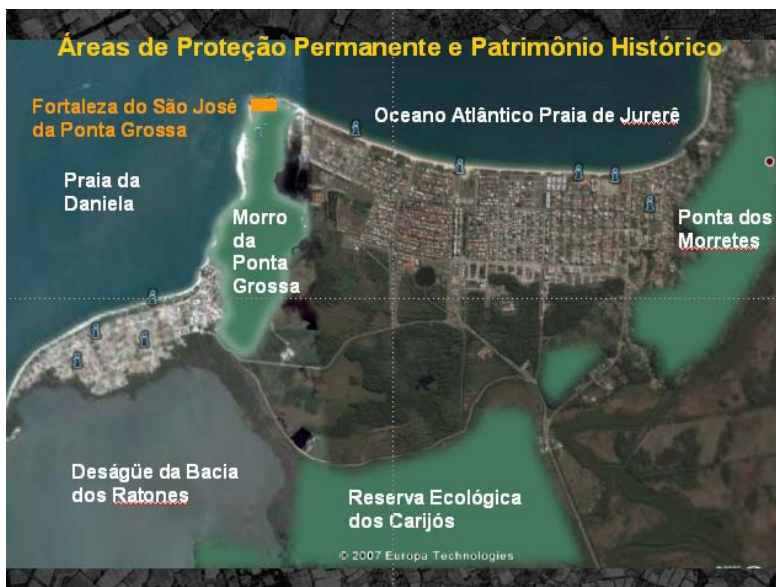 Áreas de Proteção Permanente e Patrimônio Histórico
Fortaleza do São José
da Ponta Grossa
Oceano Atlântico Praia de Jurerê
Praia da
Daniela
Morro
da
Ponta
Grossa
Ponta dos
Morretes
Deságüe da Bacia
dos Ratones
Reserva Ecológica
dos Carijós
© 2007 Europa Technologies